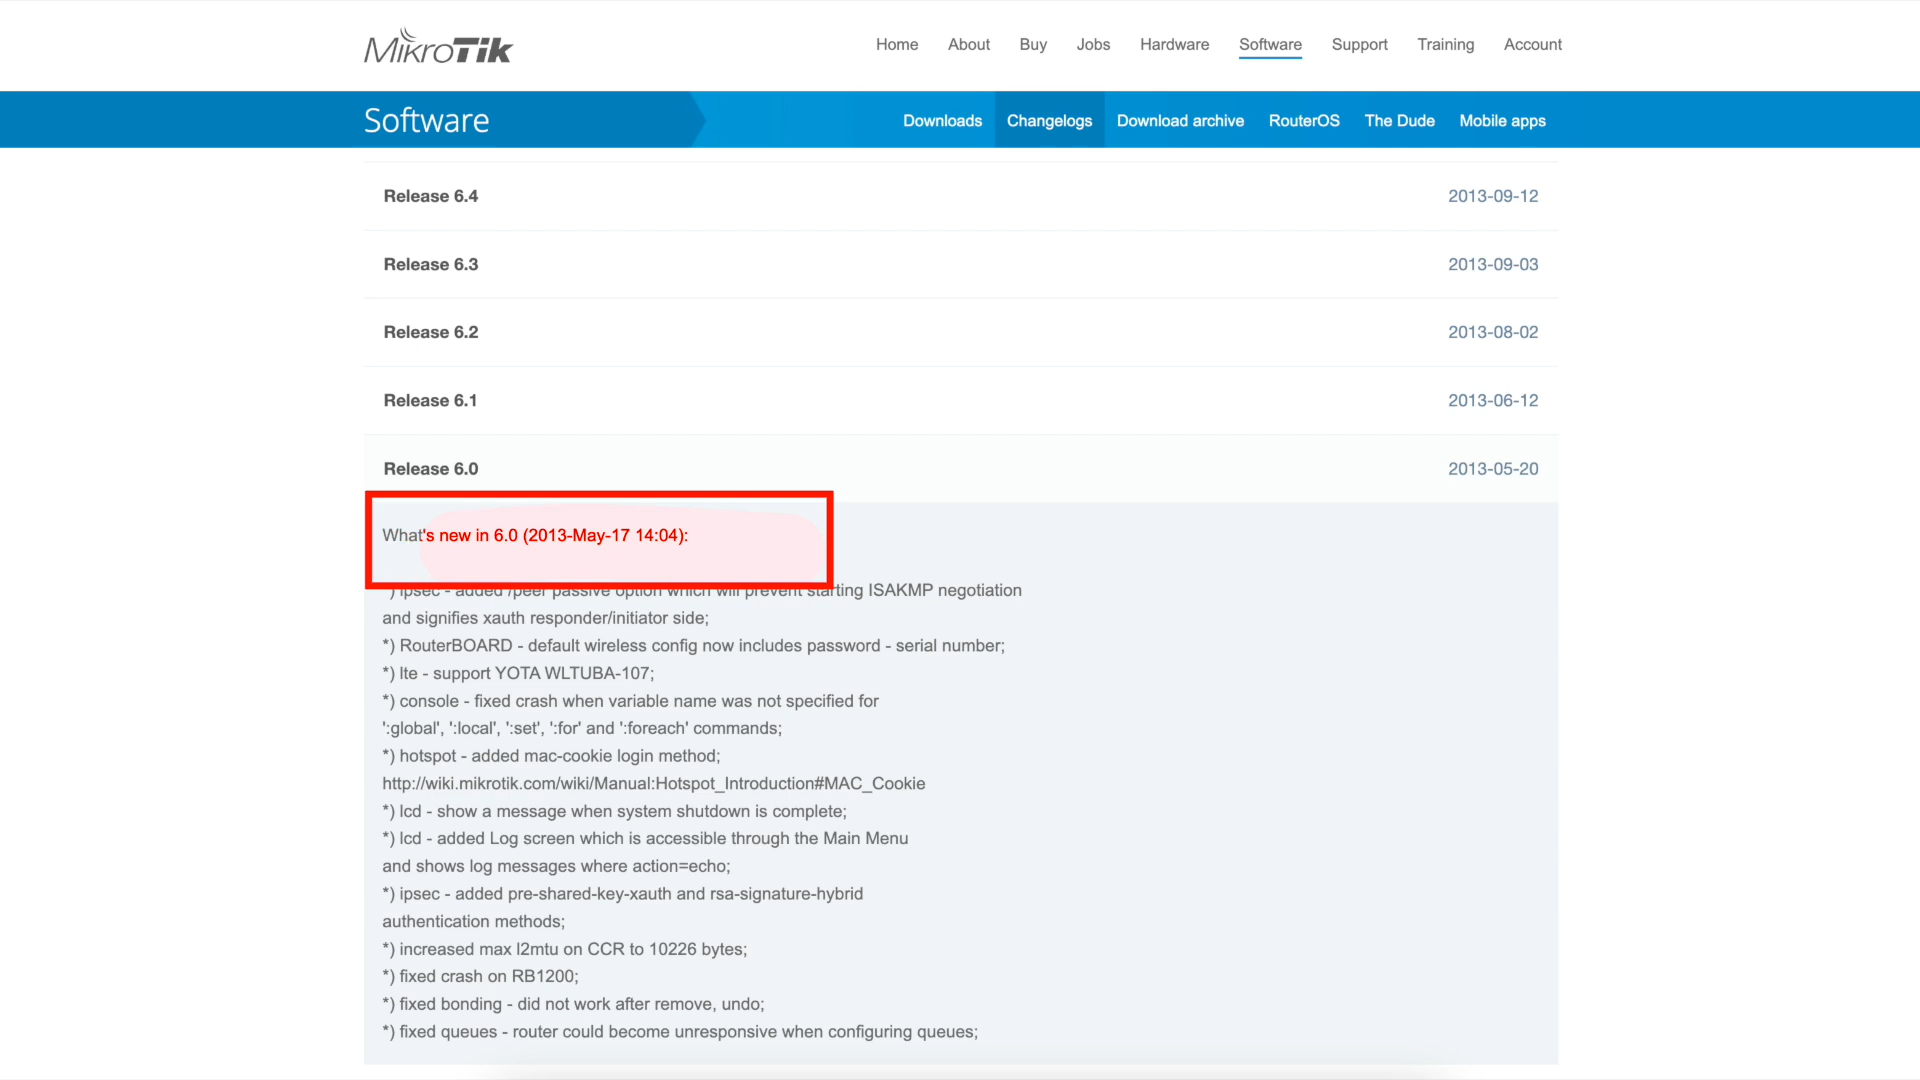 MikroTik
Home About Buy Jobs Hardware Software Support Training Account
Software
Downloads Changelogs Download archive RouterOS The Dude Mobile apps
Release 6.4 2013-09-12
Release 6.3 2013-09-03
Release 6.2 2013-08-02
Release 6.1 2013-06-12
Release 6.0 2013-05-20
What's new in 6.0 (2013-May-17 14:04):
*) ipsec - added /peer passive option which will prevent starting ISAKMP negotiation
and signifies xauth responder/initiator side;
*) RouterBOARD - default wireless config now includes password - serial number;
*) lte - support YOTA WLTUBA-107;
*) console - fixed crash when variable name was not specified for
':global', ':local', ':set', ':for' and ':foreach' commands;
*) hotspot - added mac-cookie login method;
http://wiki.mikrotik.com/wiki/Manual:Hotspot_Introduction#MAC_Cookie
*) lcd - show a message when system shutdown is complete;
*) lcd - added Log screen which is accessible through the Main Menu
and shows log messages where action=echo;
*) ipsec - added pre-shared-key-xauth and rsa-signature-hybrid
authentication methods;
*) increased max l2mtu on CCR to 10226 bytes;
*) fixed crash on RB1200;
*) fixed bonding - did not work after remove, undo;
*) fixed queues - router could become unresponsive when configuring queues;